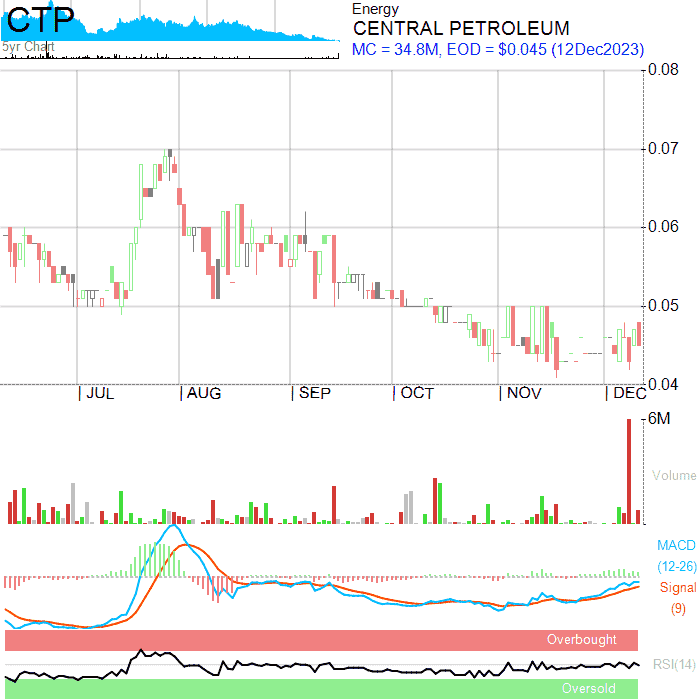 CTP
Energy
CENTRAL PETROLEUM
5yr Chart
MC = 34.8M, EOD = $0.045 (12Dec2023)
0.08
0.07
0.06
0.05
0.04
JUL AUG SEP OCT NOV DEC
6M
Volume
MACD
(12-26)
Signal
(9)
Overbought
RSI(14)
Oversold